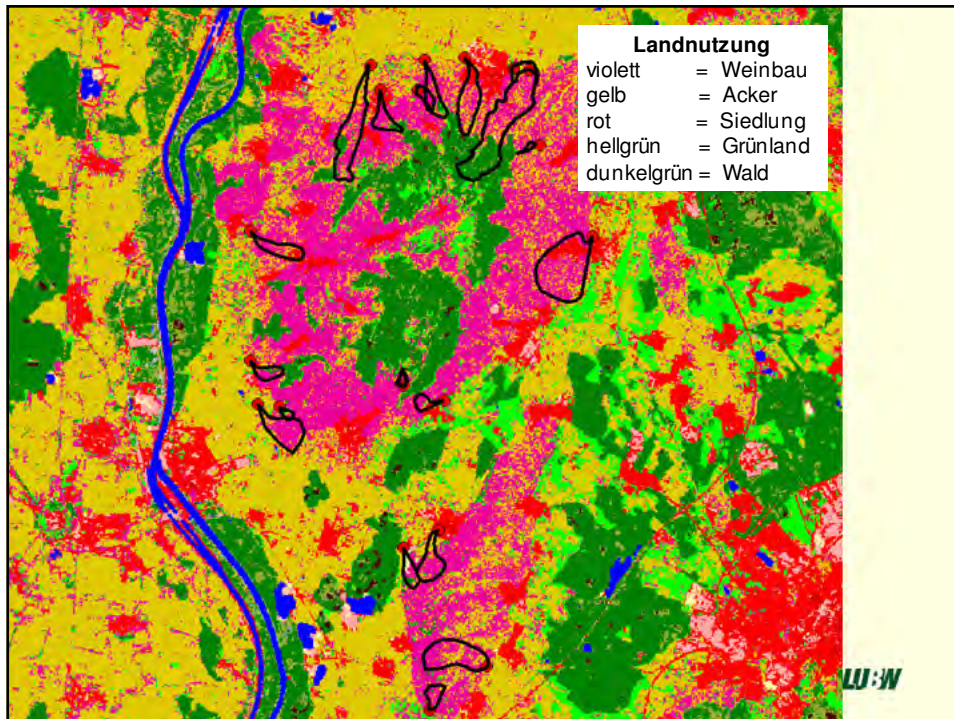 Landnutzung
violett = Weinbau
gelb = Acker
rot = Siedlung
hellgrün = Grünland
dunkelgrün = Wald
LUBW